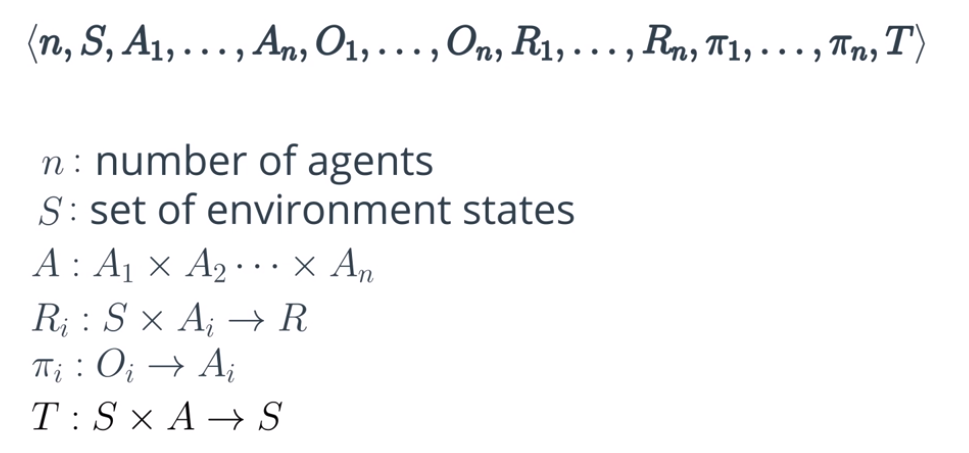 ⟨n, S, A₁, . . . , Aₙ, O₁, . . . , Oₙ, R₁, . . . , Rₙ, π₁, . . . , πₙ, T⟩
n : number of agents
S : set of environment states
A : A₁ × A₂ ⋯ × Aₙ
Rᵢ : S × Aᵢ → R
πᵢ : Oᵢ → Aᵢ
T : S × A → S